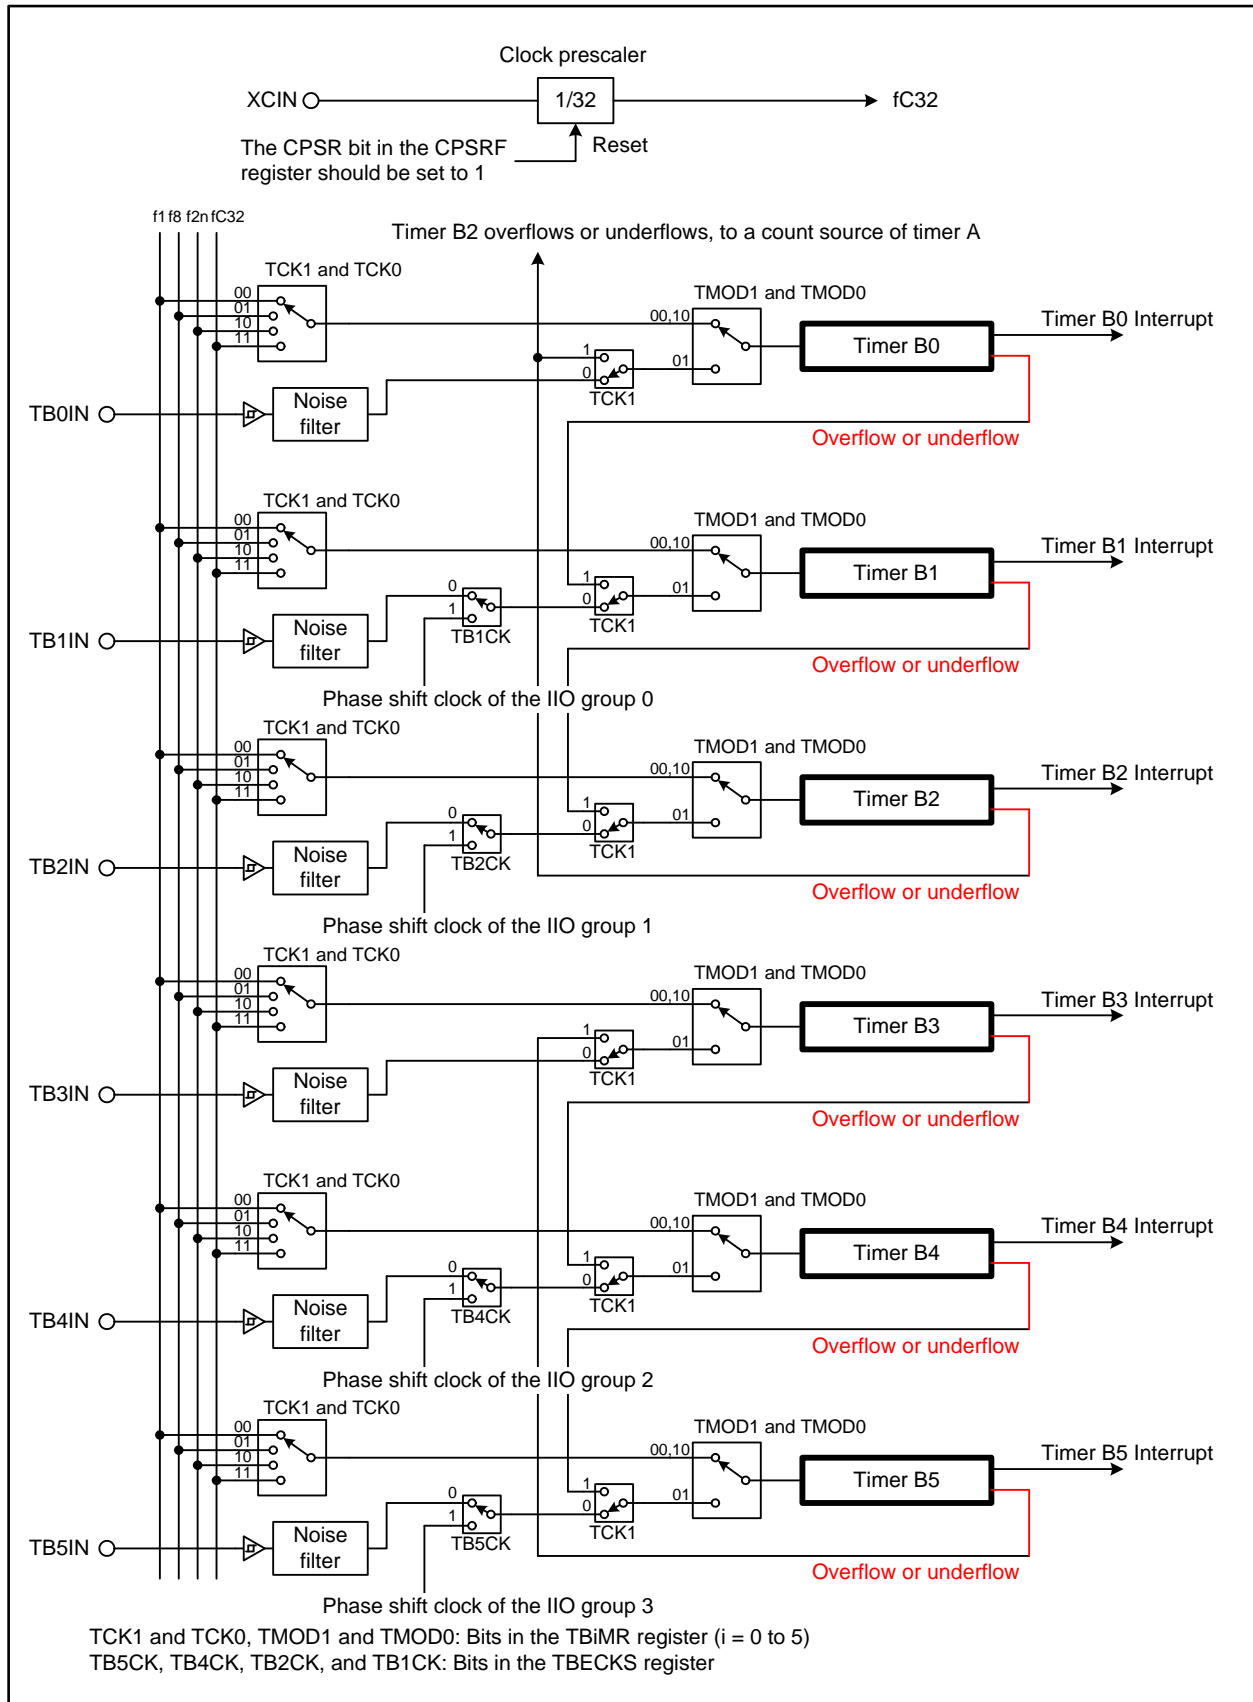 Clock prescaler
XCIN
1/32
fC32
The CPSR bit in the CPSRF
register should be set to 1
Reset
f1 f8 f2n fC32
Timer B2 overflows or underflows, to a count source of timer A
TCK1 and TCK0
00
01
10
11
TMOD1 and TMOD0
00,10
01
1
0
TCK1
Timer B0
Timer B0 Interrupt
TB0IN
Noise
filter
Overflow or underflow
TCK1 and TCK0
00
01
10
11
TMOD1 and TMOD0
00,10
01
1
0
TCK1
Timer B1
Timer B1 Interrupt
0
1
TB1CK
TB1IN
Noise
filter
Overflow or underflow
Phase shift clock of the IIO group 0
TCK1 and TCK0
00
01
10
11
TMOD1 and TMOD0
00,10
01
1
0
TCK1
Timer B2
Timer B2 Interrupt
0
1
TB2CK
TB2IN
Noise
filter
Overflow or underflow
Phase shift clock of the IIO group 1
TCK1 and TCK0
00
01
10
11
TMOD1 and TMOD0
00,10
01
1
0
TCK1
Timer B3
Timer B3 Interrupt
TB3IN
Noise
filter
Overflow or underflow
TCK1 and TCK0
00
01
10
11
TMOD1 and TMOD0
00,10
01
1
0
TCK1
Timer B4
Timer B4 Interrupt
0
1
TB4CK
TB4IN
Noise
filter
Overflow or underflow
Phase shift clock of the IIO group 2
TCK1 and TCK0
00
01
10
11
TMOD1 and TMOD0
00,10
01
1
0
TCK1
Timer B5
Timer B5 Interrupt
0
1
TB5CK
TB5IN
Noise
filter
Overflow or underflow
Phase shift clock of the IIO group 3
TCK1 and TCK0, TMOD1 and TMOD0: Bits in the TBiMR register (i = 0 to 5)
TB5CK, TB4CK, TB2CK, and TB1CK: Bits in the TBECKS register